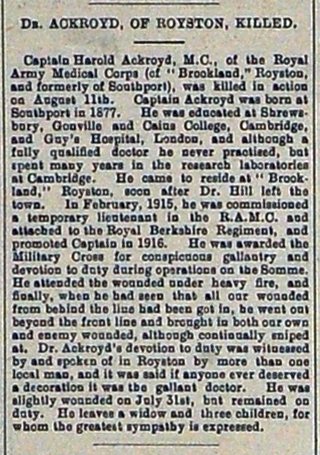 DR. ACKROYD, OF ROYSTON, KILLED.
Captain Harold Ackroyd, M.C., of the Royal
Army Medical Corps (of "Brookland," Royston,
and formerly of Southport), was killed in action
on August 11th. Captain Ackroyd was born at
Southport in 1877. He was educated at Shrews-
bury, Gonville and Caius College, Cambridge,
and Guy's Hospital, London, and although a
fully qualified doctor he never practised, but
spent many years in the research laboratories
at Cambridge. He came to reside at "Brook-
land," Royston, soon after Dr. Hill left the
town. In February, 1915, he was commissioned
a temporary lieutenant in the R.A.M.C. and
attached to the Royal Berkshire Regiment, and
promoted Captain in 1916. He was awarded the
Military Cross for conspicuous gallantry and
devotion to duty during operations on the Somme.
He attended the wounded under heavy fire, and
finally, when he had seen that all our wounded
from behind the line had been got in, he went out
beyond the front line and brought in both our own
and enemy wounded, although continually sniped
at. Dr. Ackroyd's devotion to duty was witnessed
by and spoken of in Royston by more than one
local man, and it was said if anyone ever deserved
a decoration it was the gallant doctor. He was
slightly wounded on July 31st, but remained on
duty. He leaves a widow and three children, for
whom the greatest sympathy is expressed.